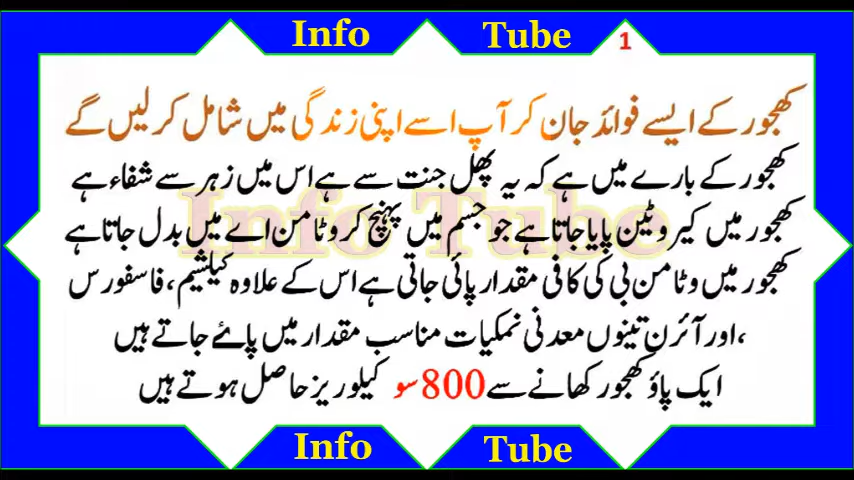 Info Tube 1
کھجور کے ایسے فوائد جان کر آپ اسے اپنی زندگی میں شامل کر لیں گے
کھجور کے بارے میں ہے کہ یہ پھل جنت سے ہے اس میں زہر سے شفاء ہے
کھجور میں کیروٹین پایا جاتا ہے جو جسم میں پہنچ کر وٹامن اے میں بدل جاتا ہے
کھجور میں وٹامن بی کی کافی مقدار پائی جاتی ہے اس کے علاوہ کیلشیم، فاسفورس
،اور آئرن تینوں معدنی نمکیات مناسب مقدار میں پائے جاتے ہیں
ایک پاؤ کھجور کھانے سے 800 سو کیلوریز حاصل ہوتے ہیں
Info Tube
Info Tube